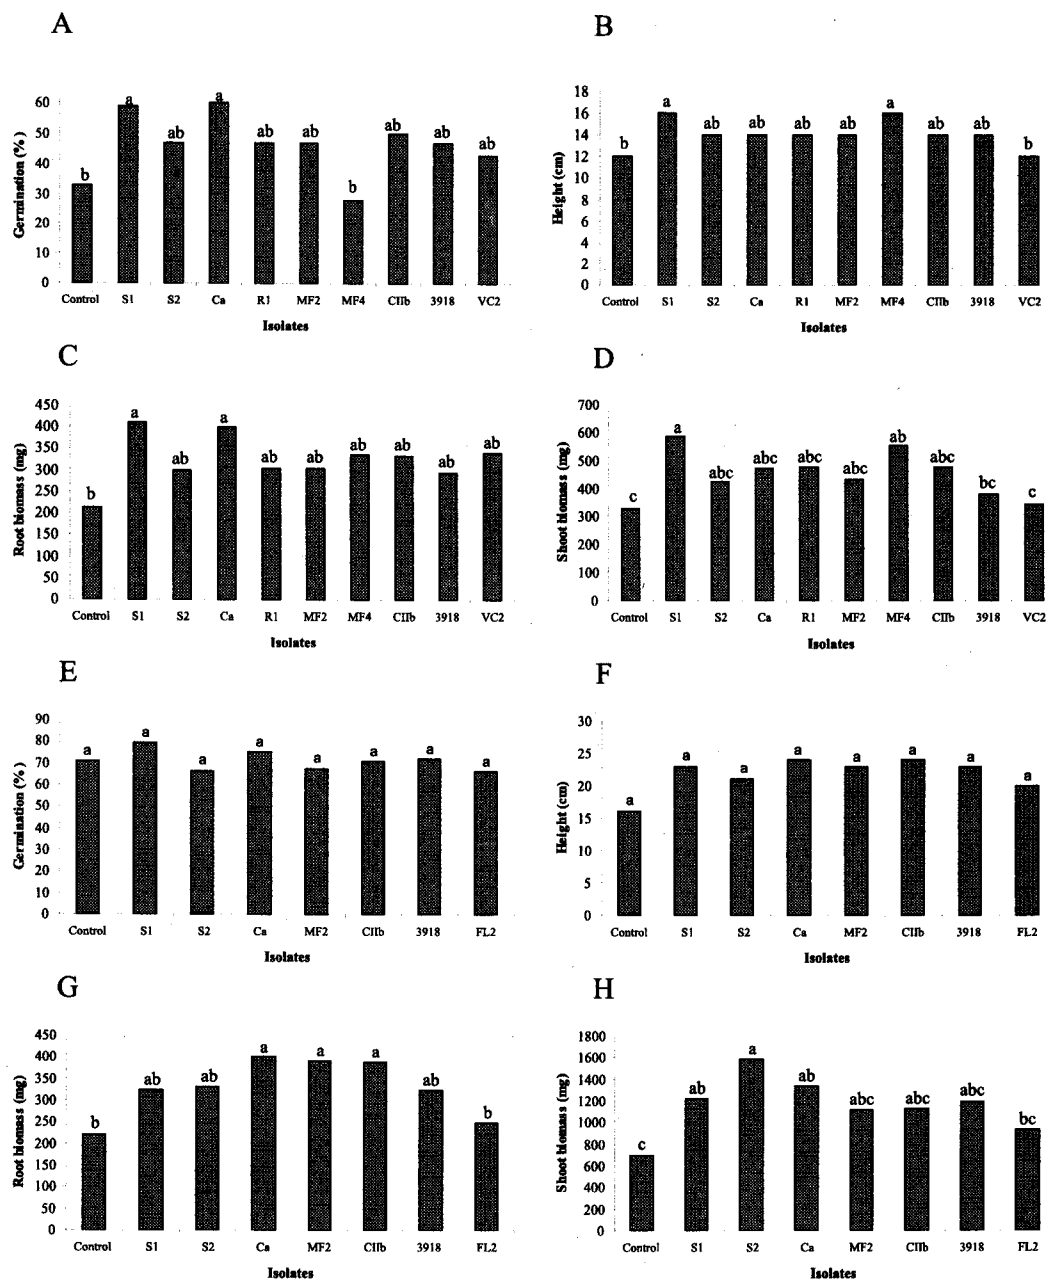 A
Germination (%)
60
50
40
30
20
10
0
b a ab a ab ab b ab ab ab
Control S1 S2 Ca R1 MF2 MF4 CIIb 3918 VC2
Isolates
B
Height (cm)
18
16
14
12
10
8
6
4
2
0
b a ab ab ab ab a ab ab b
Control S1 S2 Ca R1 MF2 MF4 CIIb 3918 VC2
Isolates
C
Root biomass (mg)
450
400
350
300
250
200
150
100
50
0
b a ab a ab ab ab ab ab ab
Control S1 S2 Ca R1 MF2 MF4 CIIb 3918 VC2
Isolates
D
Shoot biomass (mg)
700
600
500
400
300
200
100
0
c a abc abc abc abc ab abc bc c
Control S1 S2 Ca R1 MF2 MF4 CIIb 3918 VC2
Isolates
E
Germination (%)
90
80
70
60
50
40
30
20
10
0
a a a a a a a a
Control S1 S2 Ca MF2 CIIb 3918 FL2
Isolates
F
Height (cm)
30
25
20
15
10
5
0
a a a a a a a a
Control S1 S2 Ca MF2 CIIb 3918 FL2
Isolates
G
Root biomass (mg)
450
400
350
300
250
200
150
100
50
0
b ab ab a a a ab b
Control S1 S2 Ca MF2 CIIb 3918 FL2
Isolates
H
Shoot biomass (mg)
1800
1600
1400
1200
1000
800
600
400
200
0
c ab a ab abc abc abc bc
Control S1 S2 Ca MF2 CIIb 3918 FL2
Isolates